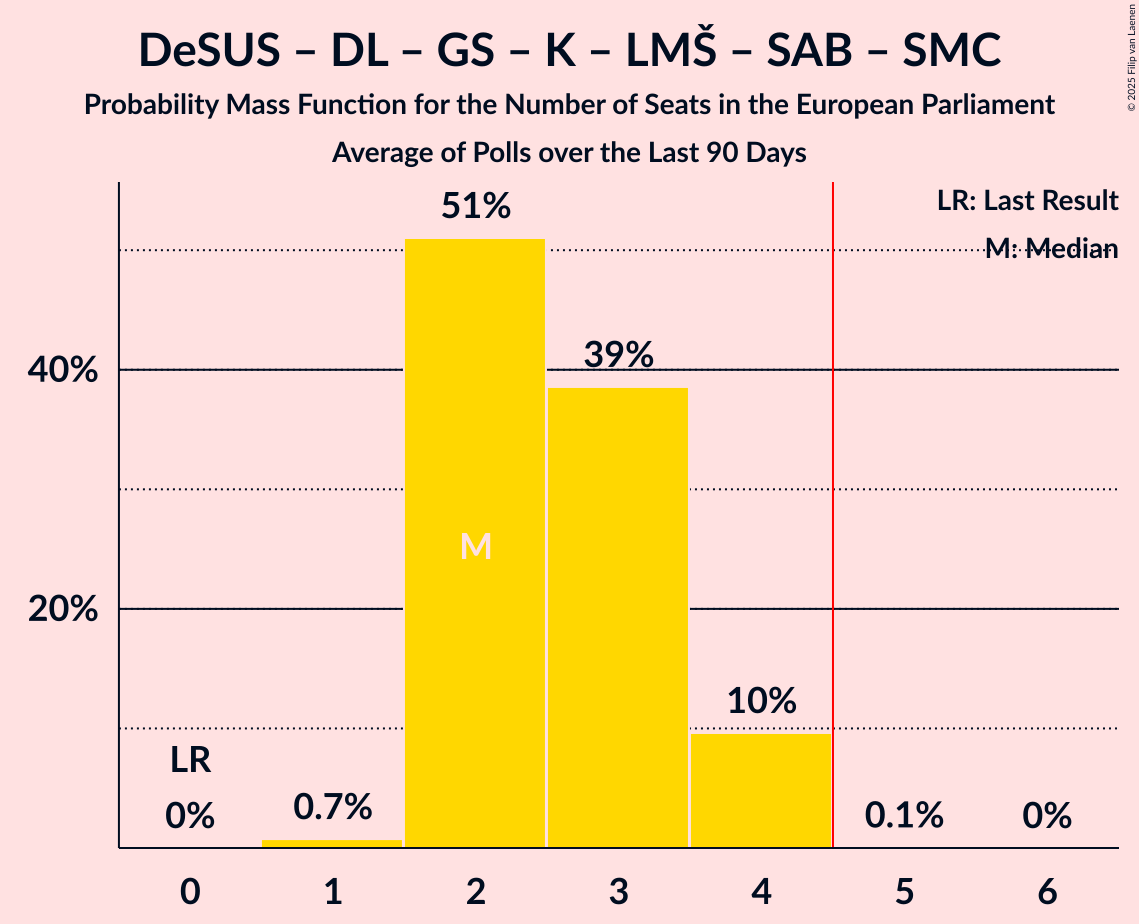 DeSUS – DL – GS – K – LMŠ – SAB – SMC
Probability Mass Function for the Number of Seats in the European Parliament
Average of Polls over the Last 90 Days
© 2025 Filip van Laenen
LR: Last Result
M: Median
51%
39%
40%
M
20%
10%
LR
0%
0.7%
0.1%
0%
0
1
2
3
4
5
6